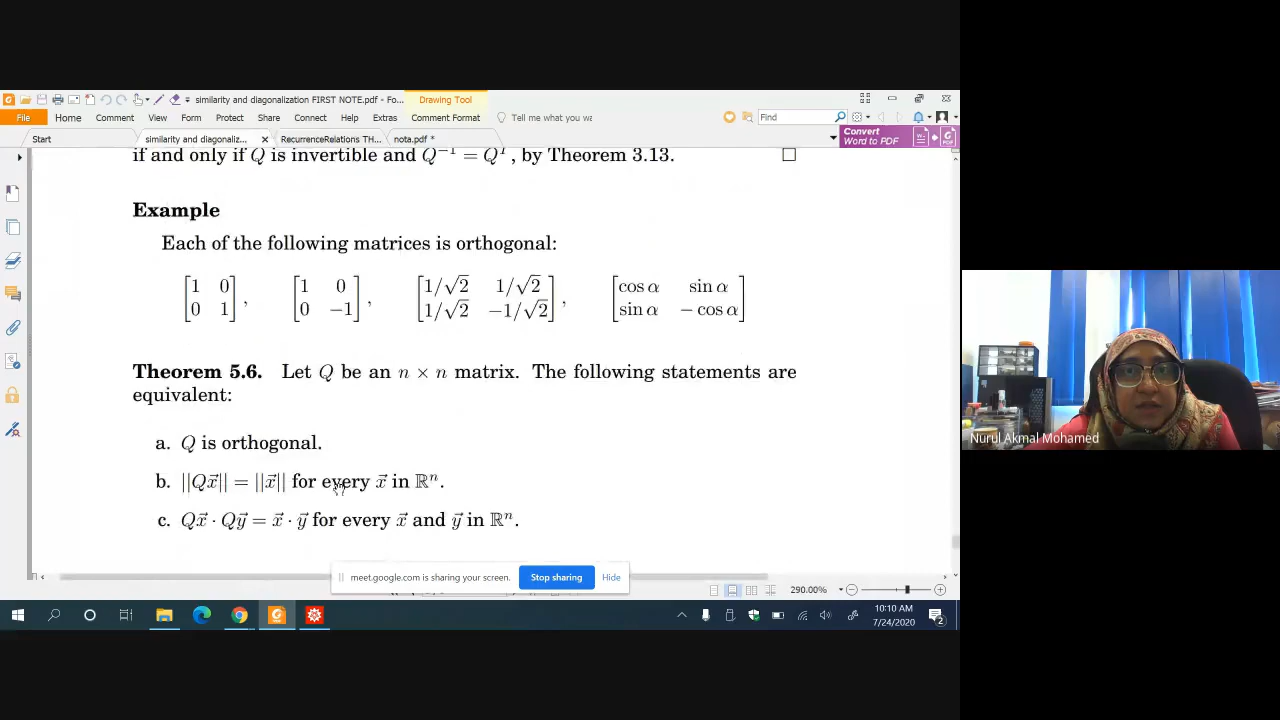 similarity and diagonalization FIRST NOTE.pdf - Fo...
Drawing Tool
File
Home
Comment
View
Form
Protect
Share
Connect
Help
Extras
Comment Format
Tell me what you wa
Find
Start
similarity and diagonaliz...
RecurrenceRelations TH...
nota.pdf *
Convert
Word to PDF
if and only if Q is invertible and Q⁻¹ = Qᵀ, by Theorem 3.13. □
Example
Each of the following matrices is orthogonal:
[1 0] , [1 0] , [1/√2 1/√2] , [cos α sin α]
[0 1] [0 −1] [1/√2 −1/√2] [sin α − cos α]
Theorem 5.6. Let Q be an n × n matrix. The following statements are
equivalent:
a. Q is orthogonal.
b. ||Qx⃗|| = ||x⃗|| for every x⃗ in ℝⁿ.
c. Qx⃗ · Qy⃗ = x⃗ · y⃗ for every x⃗ and y⃗ in ℝⁿ.
Nurul Akmal Mohamed
meet.google.com is sharing your screen.
Stop sharing
Hide
290.00%
10:10 AM
7/24/2020
2